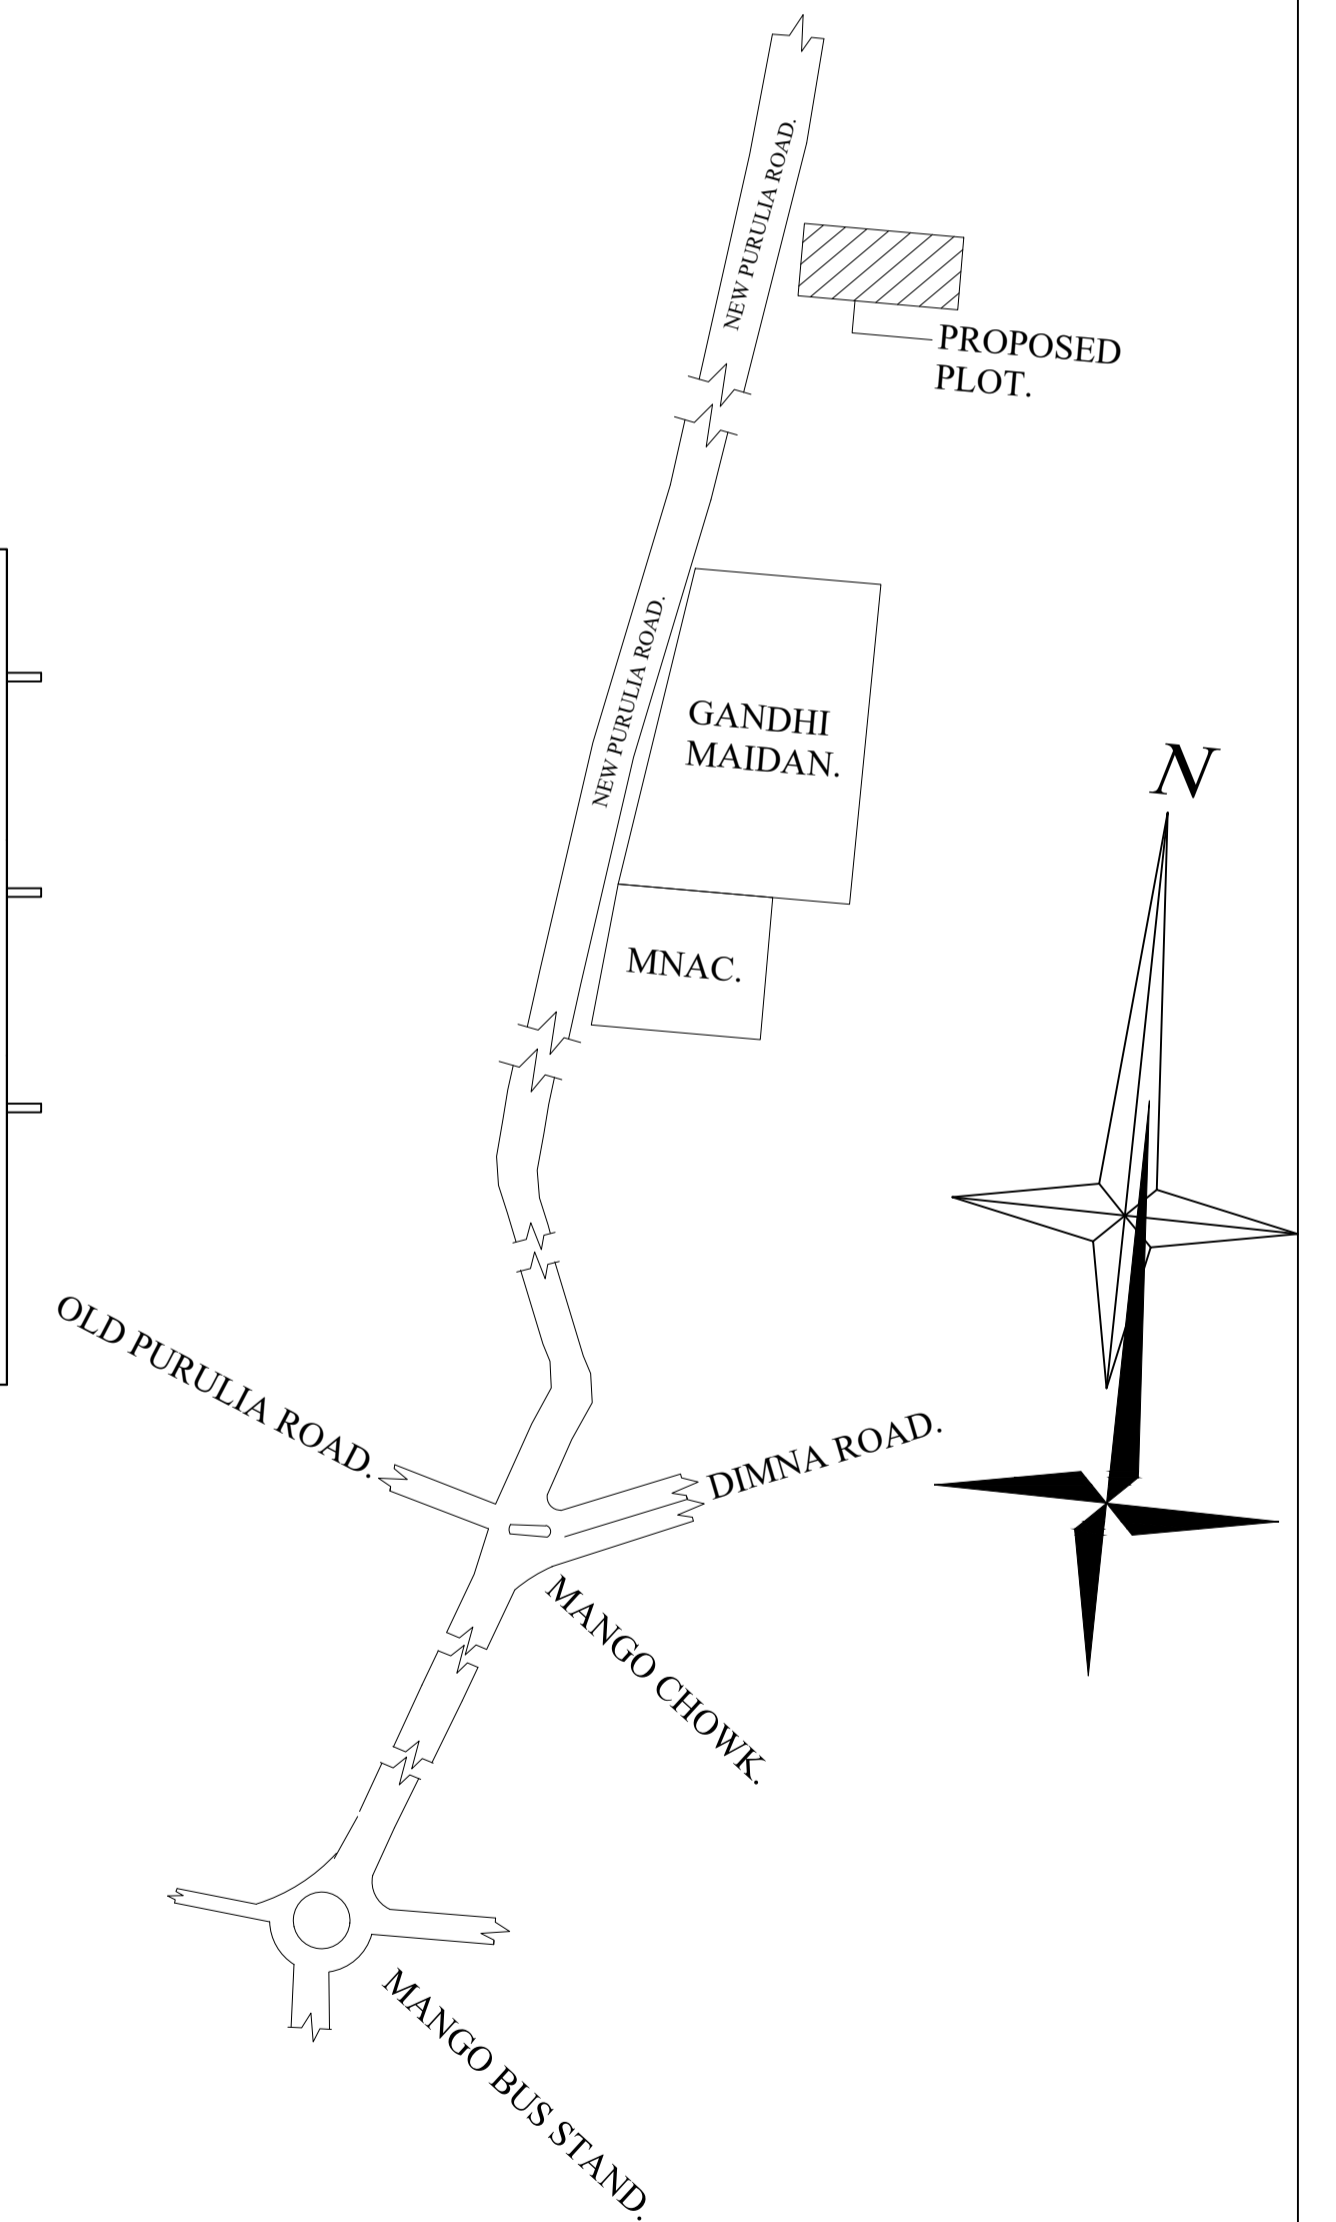 NEW PURULIA ROAD.
PROPOSED
PLOT.
NEW PURULIA ROAD.
GANDHI
MAIDAN.
N
MNAC.
OLD PURULIA ROAD.
DIMNA ROAD.
MANGO CHOWK.
MANGO BUS STAND.